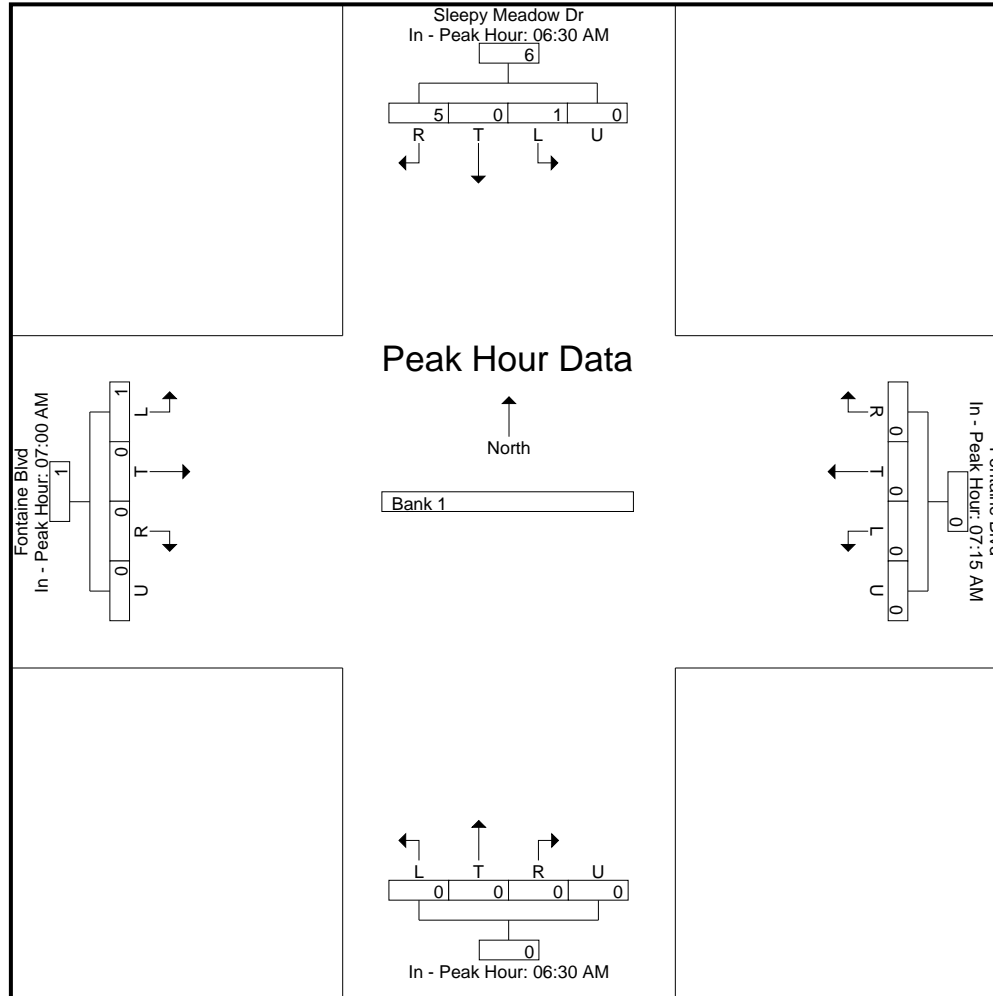 Sleepy Meadow Dr
In - Peak Hour: 06:30 AM
6
5 0 1 0
R T L U
Peak Hour Data
North
Bank 1
Fontaine Blvd
In - Peak Hour: 07:00 AM
1
1 0 0 0
L T R U
In - Peak Hour: 07:15 AM
0
0 0 0 0
R T L U
L T R U
0 0 0 0
0
In - Peak Hour: 06:30 AM